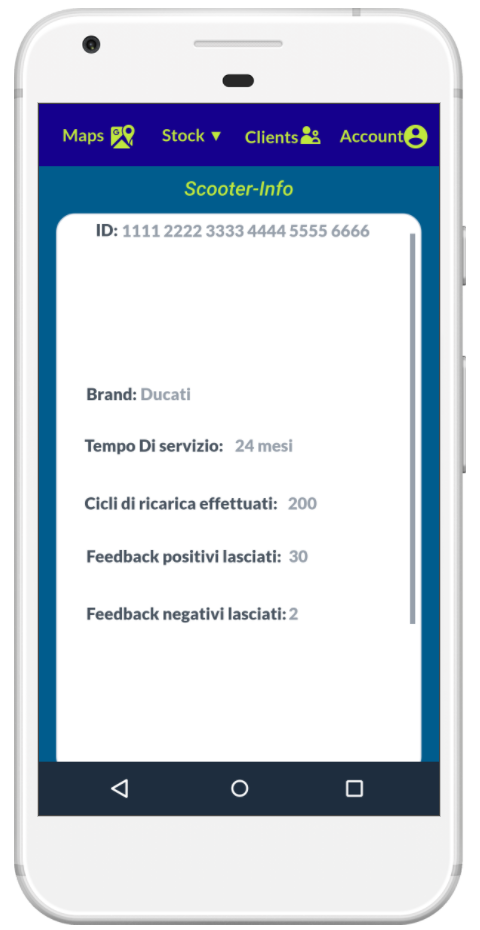 Maps Stock ▼ Clients Account
Scooter-Info
ID: 1111 2222 3333 4444 5555 6666
Brand: Ducati
Tempo Di servizio: 24 mesi
Cicli di ricarica effettuati: 200
Feedback positivi lasciati: 30
Feedback negativi lasciati: 2